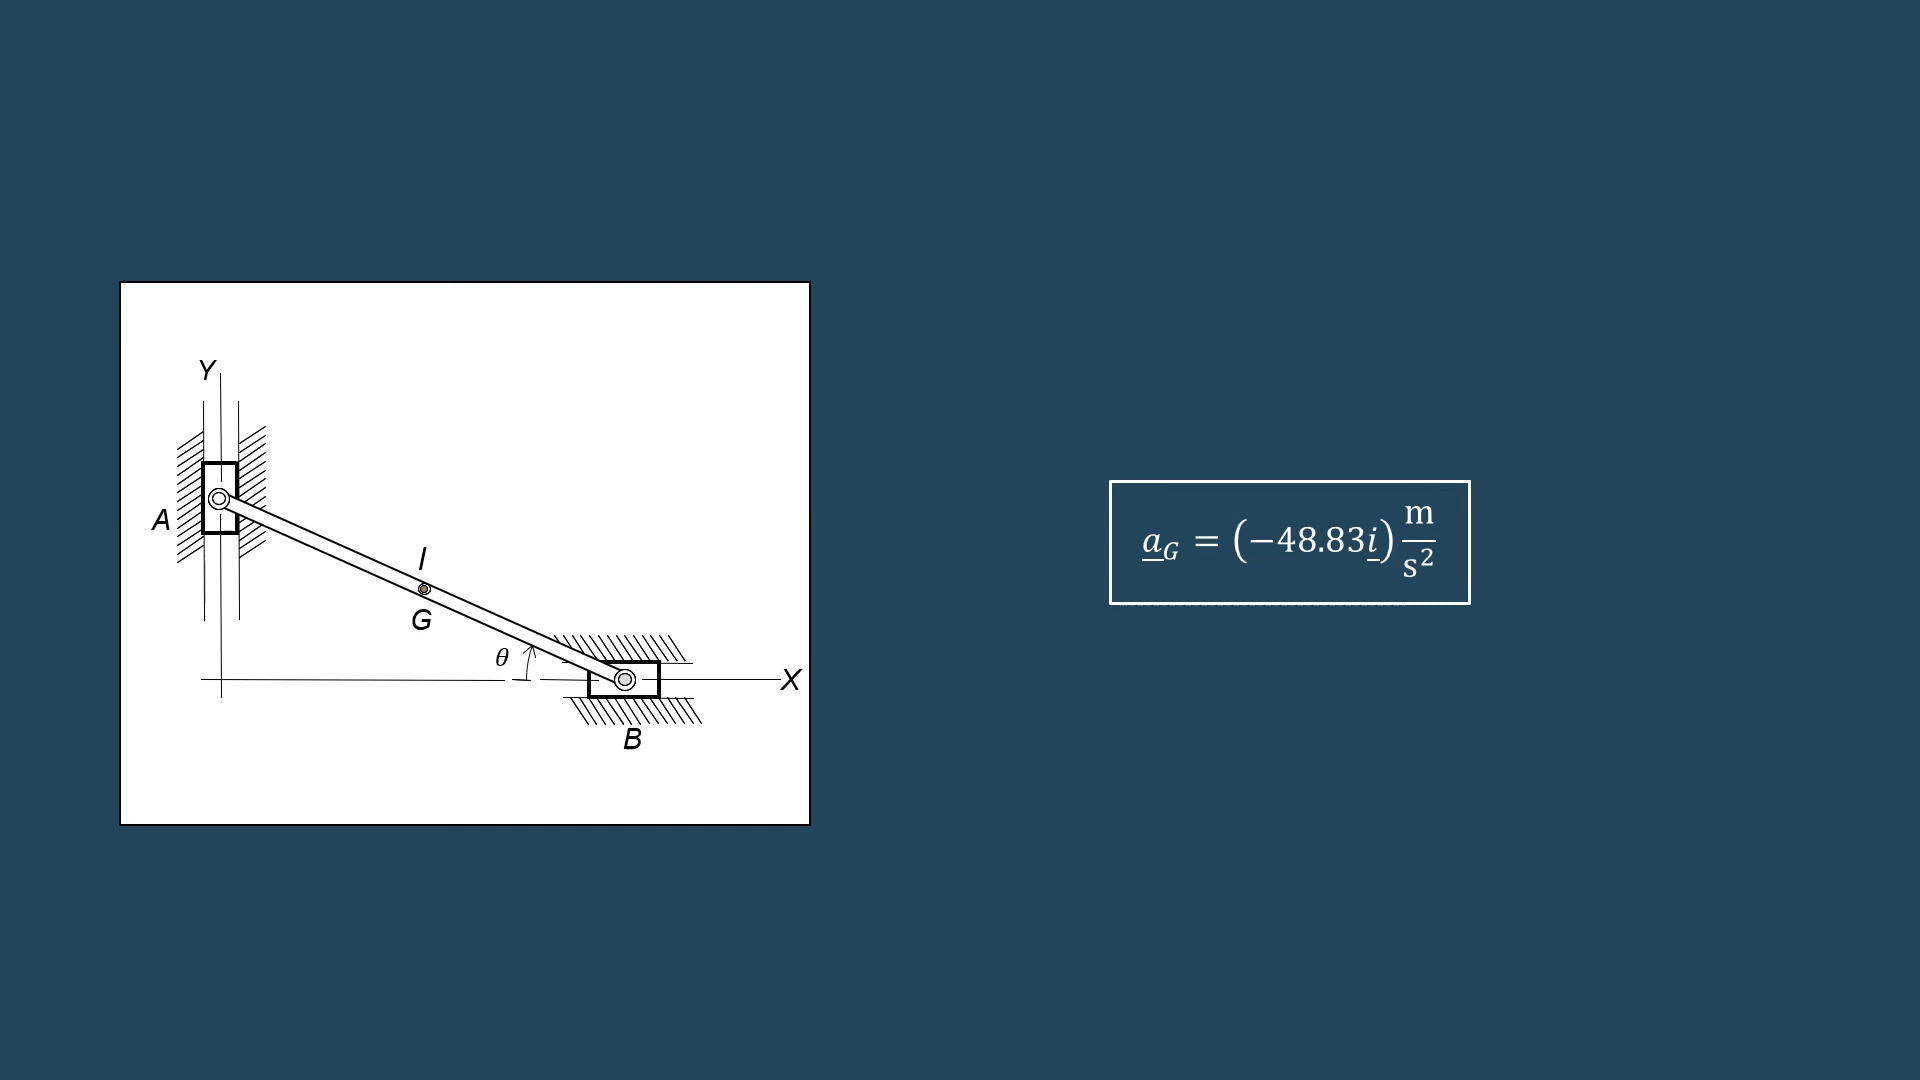 Y
A
l
G
θ
X
B
a_G = (−48.83i) m/s²